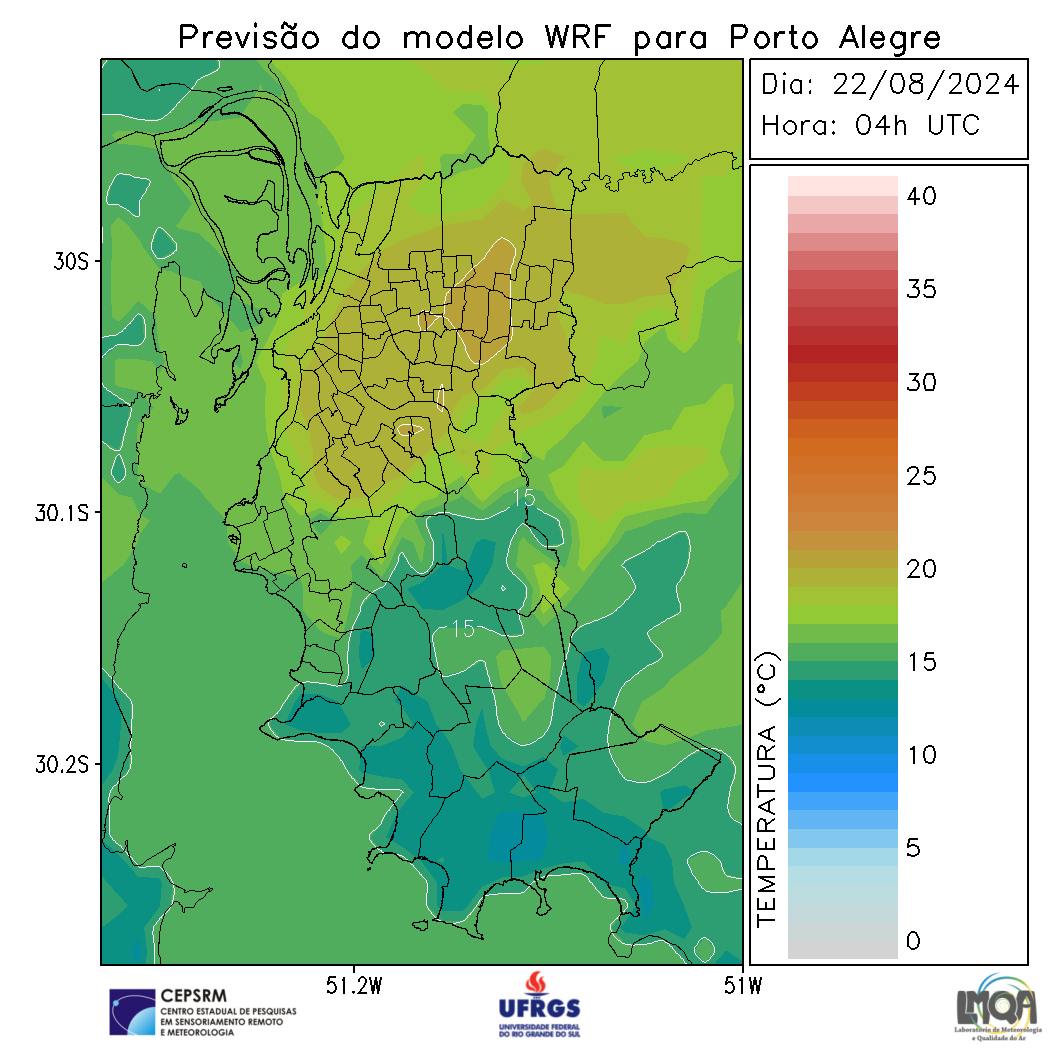 Previsão do modelo WRF para Porto Alegre
Dia: 22/08/2024
Hora: 04h UTC
30S
30.1S
30.2S
51.2W
51W
15
15
TEMPERATURA (°C)
40
35
30
25
20
15
10
5
0
CEPSRM
CENTRO ESTADUAL DE PESQUISAS
EM SENSORIAMENTO REMOTO
E METEOROLOGIA
UFRGS
UNIVERSIDADE FEDERAL
DO RIO GRANDE DO SUL
LMQA
Laboratório de Meteorologia
e Qualidade do Ar